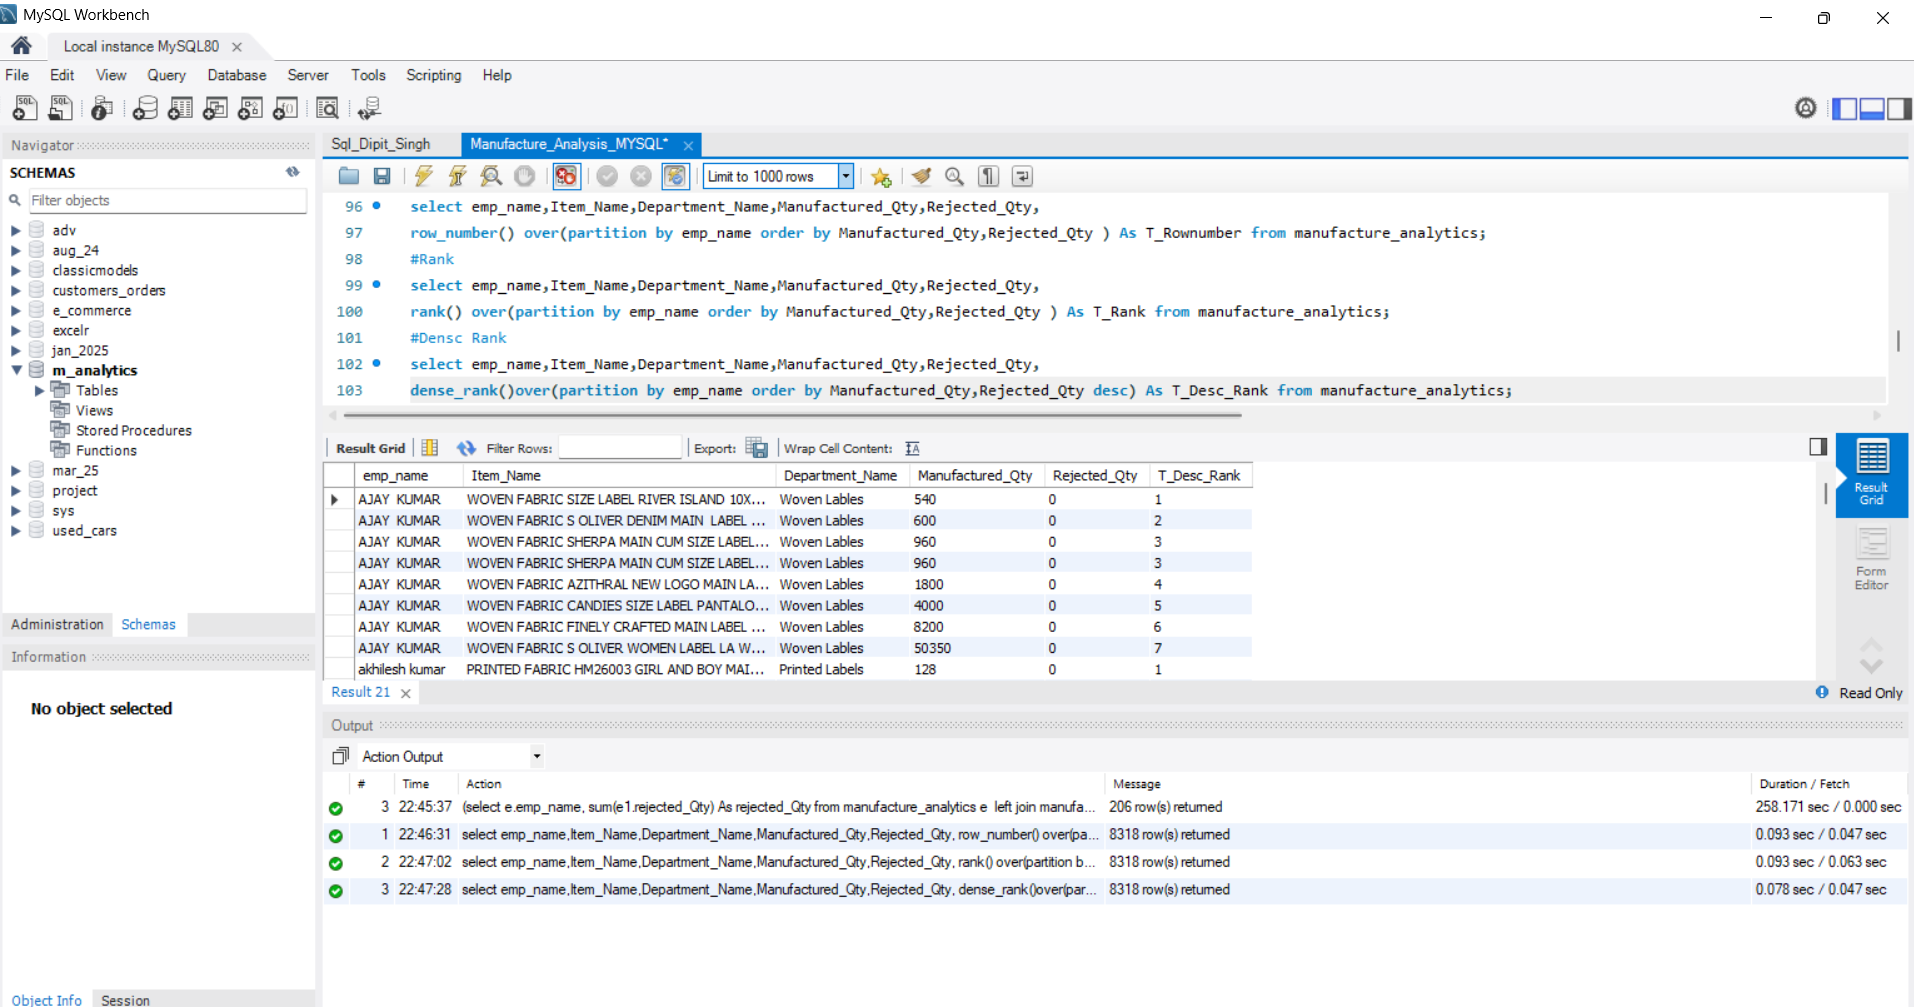 MySQL Workbench
Local instance MySQL80
File Edit View Query Database Server Tools Scripting Help
Navigator
SCHEMAS
Filter objects
adv
aug_24
classicmodels
customers_orders
e_commerce
excelr
jan_2025
m_analytics
Tables
Views
Stored Procedures
Functions
mar_25
project
sys
used_cars
Administration Schemas
Information
No object selected
Object Info Session
Sql_Dipit_Singh Manufacture_Analysis_MYSQL*
Limit to 1000 rows
96 select emp_name,Item_Name,Department_Name,Manufactured_Qty,Rejected_Qty,
97 row_number() over(partition by emp_name order by Manufactured_Qty,Rejected_Qty ) As T_Rownumber from manufacture_analytics;
98 #Rank
99 select emp_name,Item_Name,Department_Name,Manufactured_Qty,Rejected_Qty,
100 rank() over(partition by emp_name order by Manufactured_Qty,Rejected_Qty ) As T_Rank from manufacture_analytics;
101 #Densc Rank
102 select emp_name,Item_Name,Department_Name,Manufactured_Qty,Rejected_Qty,
103 dense_rank()over(partition by emp_name order by Manufactured_Qty,Rejected_Qty desc) As T_Desc_Rank from manufacture_analytics;
Result Grid Filter Rows: Export: Wrap Cell Content:
emp_name Item_Name Department_Name Manufactured_Qty Rejected_Qty T_Desc_Rank
AJAY KUMAR WOVEN FABRIC SIZE LABEL RIVER ISLAND 10X... Woven Lables 540 0 1
AJAY KUMAR WOVEN FABRIC S OLIVER DENIM MAIN LABEL ... Woven Lables 600 0 2
AJAY KUMAR WOVEN FABRIC SHERPA MAIN CUM SIZE LABEL... Woven Lables 960 0 3
AJAY KUMAR WOVEN FABRIC SHERPA MAIN CUM SIZE LABEL... Woven Lables 960 0 3
AJAY KUMAR WOVEN FABRIC AZITHRAL NEW LOGO MAIN LA... Woven Lables 1800 0 4
AJAY KUMAR WOVEN FABRIC CANDIES SIZE LABEL PANTALO... Woven Lables 4000 0 5
AJAY KUMAR WOVEN FABRIC FINELY CRAFTED MAIN LABEL ... Woven Lables 8200 0 6
AJAY KUMAR WOVEN FABRIC S OLIVER WOMEN LABEL LA W... Woven Lables 50350 0 7
akhilesh kumar PRINTED FABRIC HM26003 GIRL AND BOY MAI... Printed Labels 128 0 1
Result Grid
Form Editor
Result 21
Read Only
Output
Action Output
# Time Action Message Duration / Fetch
3 22:45:37 (select e.emp_name, sum(e1.rejected_Qty) As rejected_Qty from manufacture_analytics e left join manufa... 206 row(s) returned 258.171 sec / 0.000 sec
1 22:46:31 select emp_name,Item_Name,Department_Name,Manufactured_Qty,Rejected_Qty, row_number() over(pa... 8318 row(s) returned 0.093 sec / 0.047 sec
2 22:47:02 select emp_name,Item_Name,Department_Name,Manufactured_Qty,Rejected_Qty, rank() over(partition b... 8318 row(s) returned 0.093 sec / 0.063 sec
3 22:47:28 select emp_name,Item_Name,Department_Name,Manufactured_Qty,Rejected_Qty, dense_rank()over(par... 8318 row(s) returned 0.078 sec / 0.047 sec